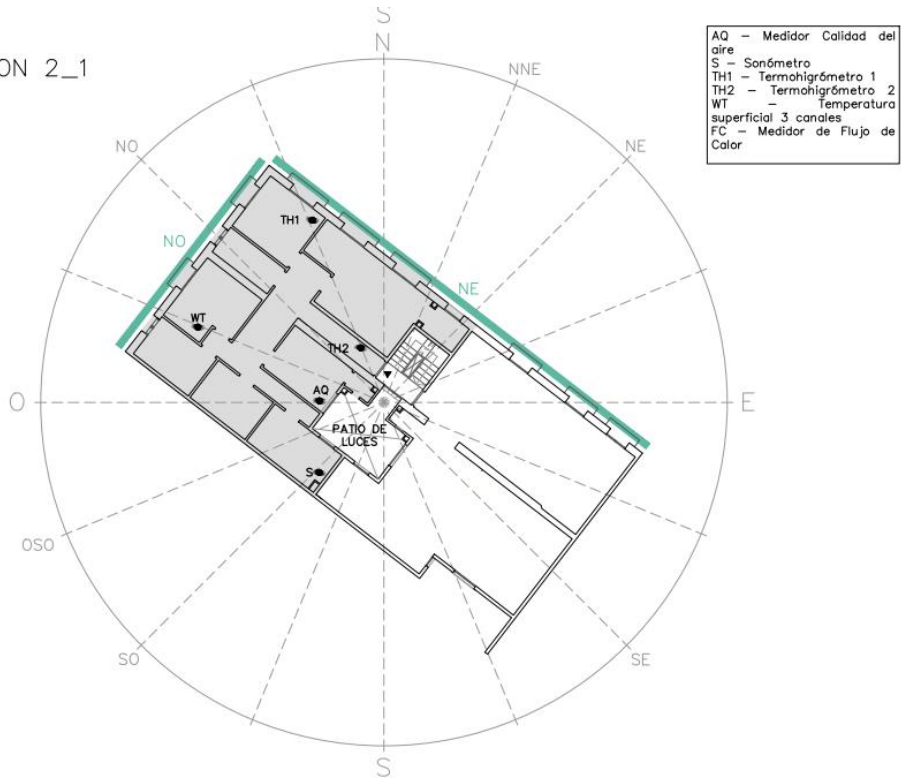 S
N
ON 2_1
AQ – Medidor Calidad del
aire
S – Sonómetro
TH1 – Termohigrómetro 1
TH2 – Termohigrómetro 2
WT – Temperatura
superficial 3 canales
FC – Medidor de Flujo de
Calor
NNE
NO
NE
TH1
NO
NE
WT
TH2
AQ
O
E
PATIO DE
LUCES
S
OSO
SO
SE
S